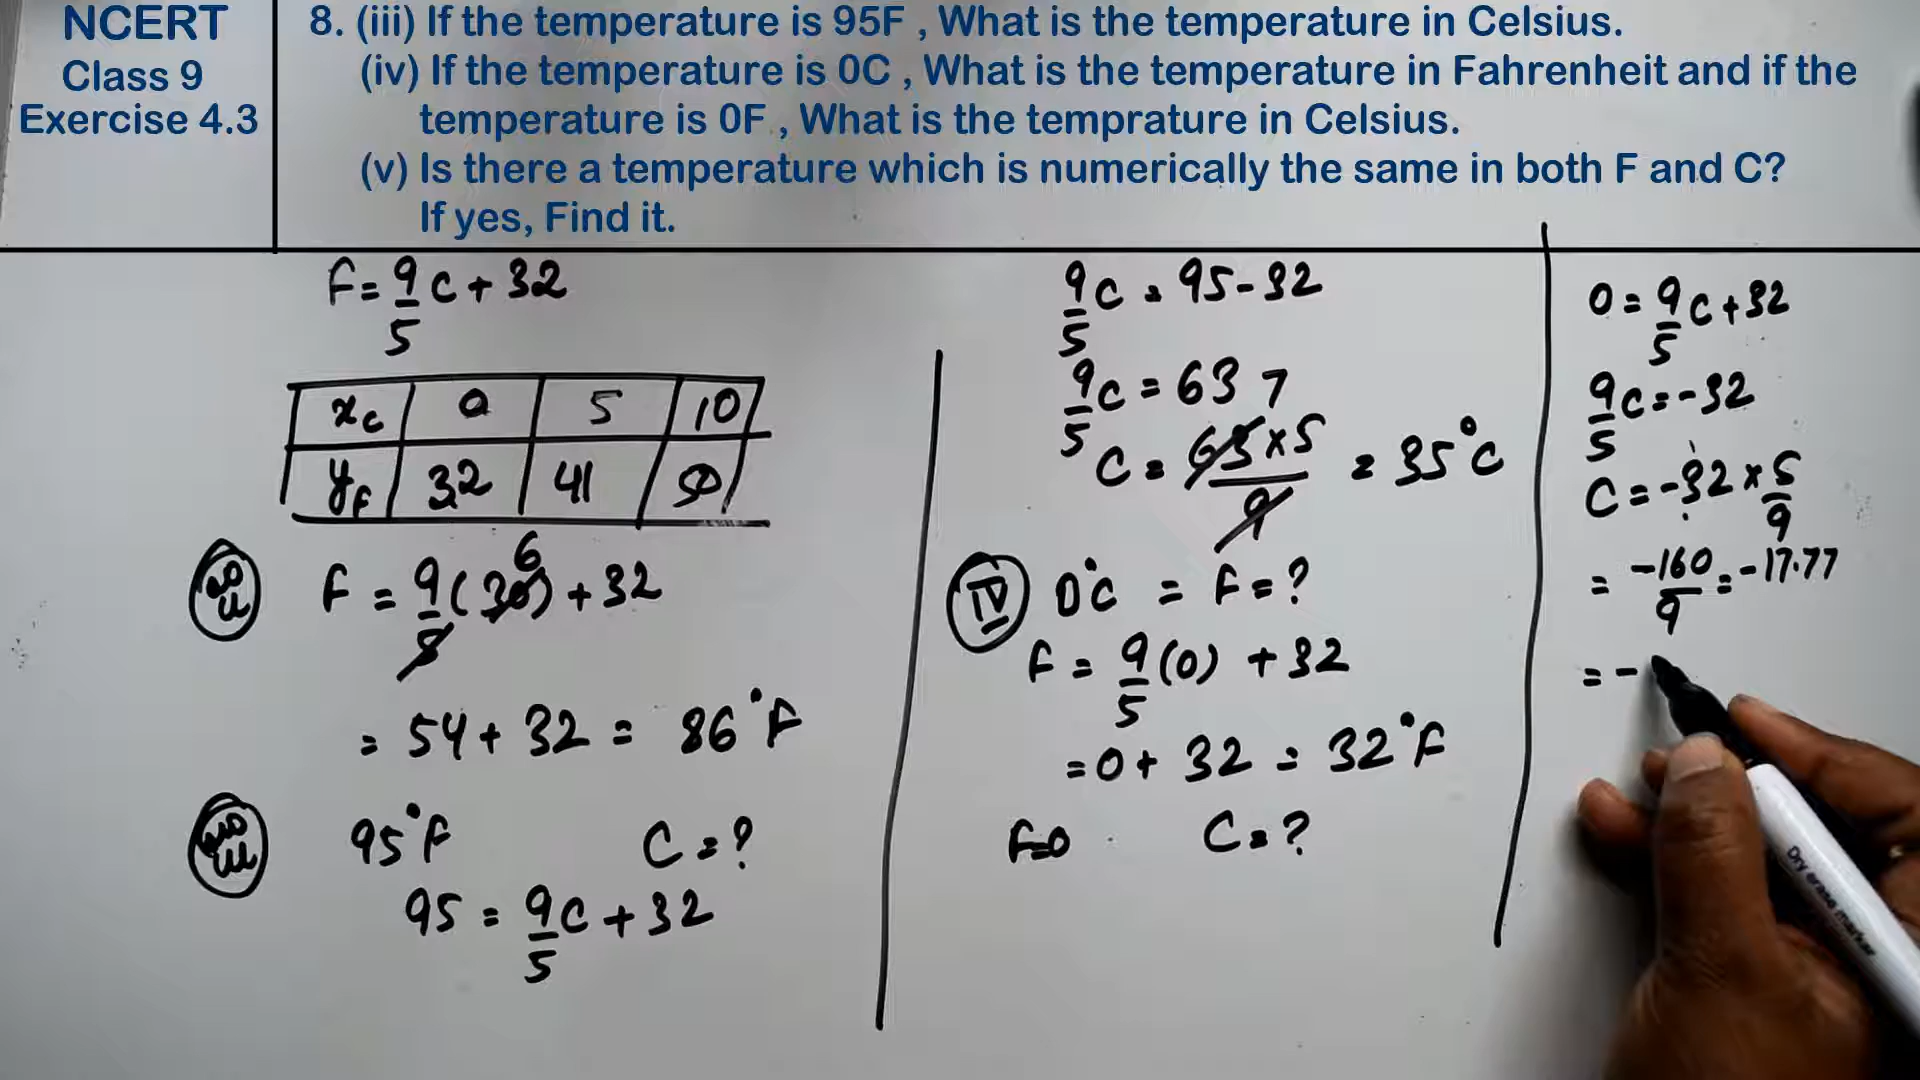 NCERT
Class 9
Exercise 4.3
8. (iii) If the temperature is 95F , What is the temperature in Celsius.
(iv) If the temperature is 0C , What is the temperature in Fahrenheit and if the
temperature is 0F , What is the temprature in Celsius.
(v) Is there a temperature which is numerically the same in both F and C?
If yes, Find it.
F = 9/5 C + 32
x_C | 0 | 5 | 10
y_F | 32 | 41 | 50
F = 9/5 (30) + 32
6
= 54 + 32 = 86°F
95°F C = ?
95 = 9/5 C + 32
9/5 C = 95 - 32
9/5 C = 63
7
C = 63 × 5 / 9 = 35°C
IV 0°C = F = ?
F = 9/5 (0) + 32
= 0 + 32 = 32°F
F=0 C = ?
0 = 9/5 C + 32
9/5 C = -32
C = -32 × 5/9
= -160/9 = -17.77
= -
Dry erase marker